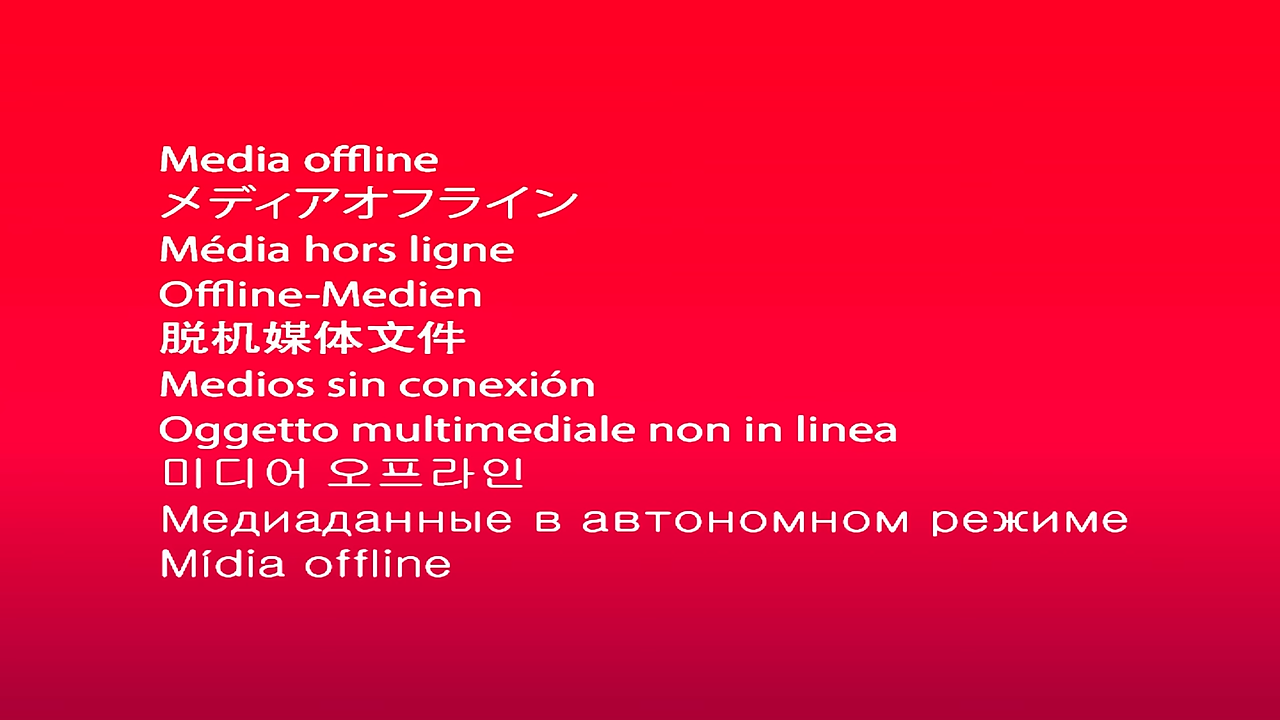 Media offline
メディアオフライン
Média hors ligne
Offline-Medien
脱机媒体文件
Medios sin conexión
Oggetto multimediale non in linea
미디어 오프라인
Медиаданные в автономном режиме
Mídia offline